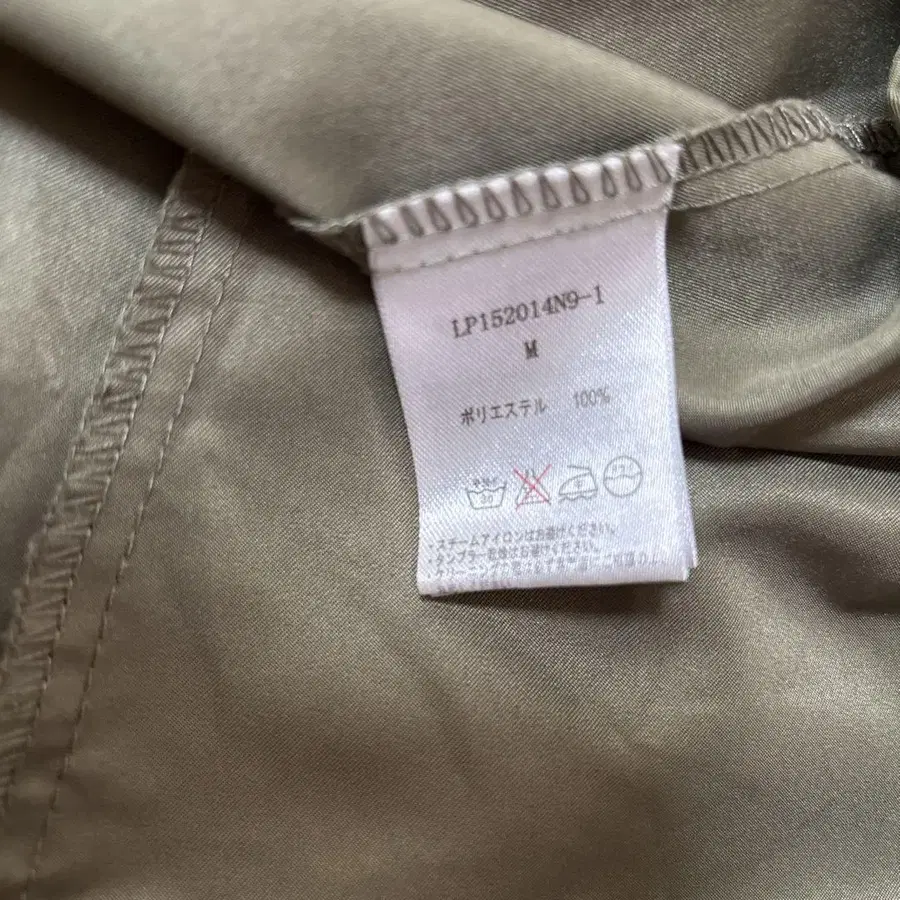 LP152014N9-1
M
ポリエステル 100%
・スチームアイロンはお避けください。
・タンブラー乾燥はお避けください。